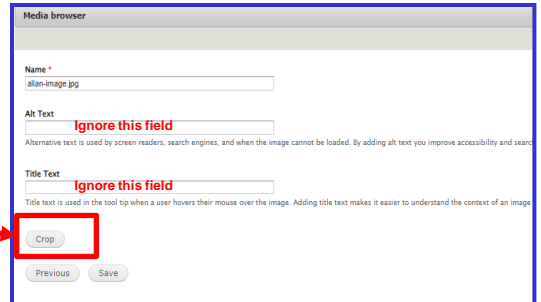 Media browser
Name *
allan-image.jpg
Alt Text
Ignore this field
Alternative text is used by screen readers, search engines, and when the image cannot be loaded. By adding alt text you improve accessibility and
Title Text
Ignore this field
Title text is used in the tool tip when a user hovers their mouse over the image. Adding title text makes it easier to understand the context of an image
Crop
Previous Save